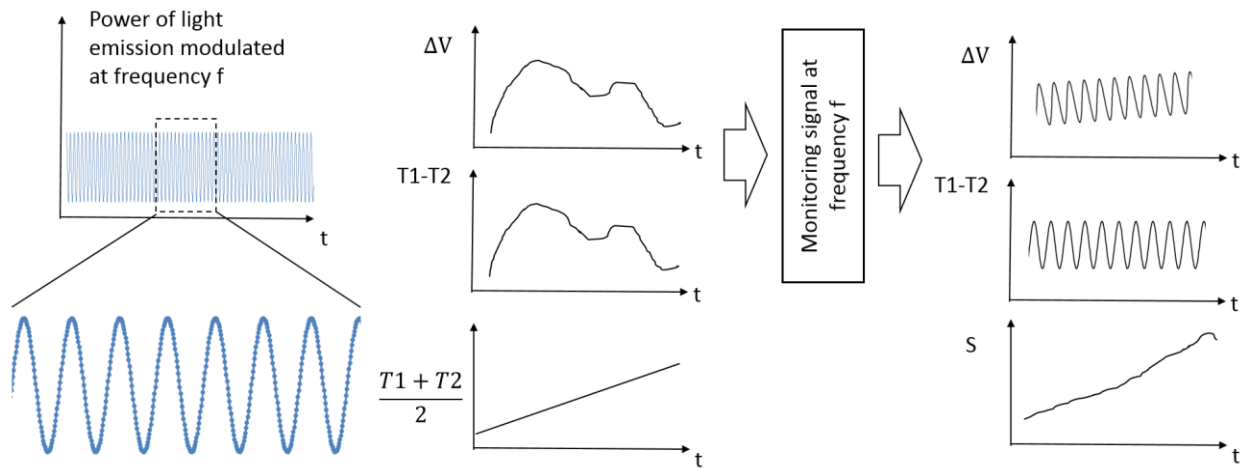 Power of light
emission modulated
at frequency f
t
ΔV
t
T1-T2
t
T1 + T2
2
t
Monitoring signal at
frequency f
ΔV
t
T1-T2
t
S
t